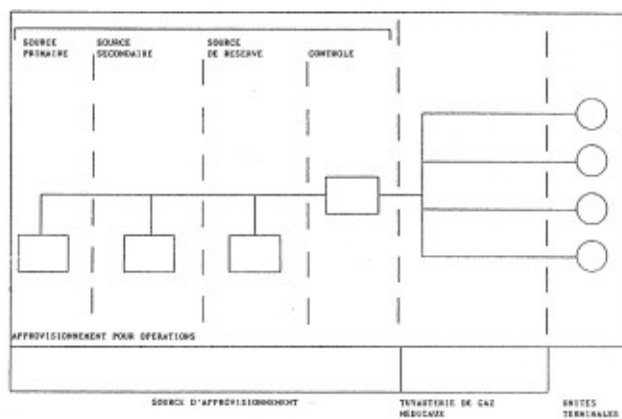 SOURCE
PRIMAIRE
SOURCE
SECONDAIRE
SOURCE
DE RESERVE
CONTROLE
APPROVISIONNEMENT POUR OPERATIONS
SOURCE D'APPROVISIONNEMENT
TUYAUTERIE DE GAZ
MEDICAUX
UNITES
TERMINALES